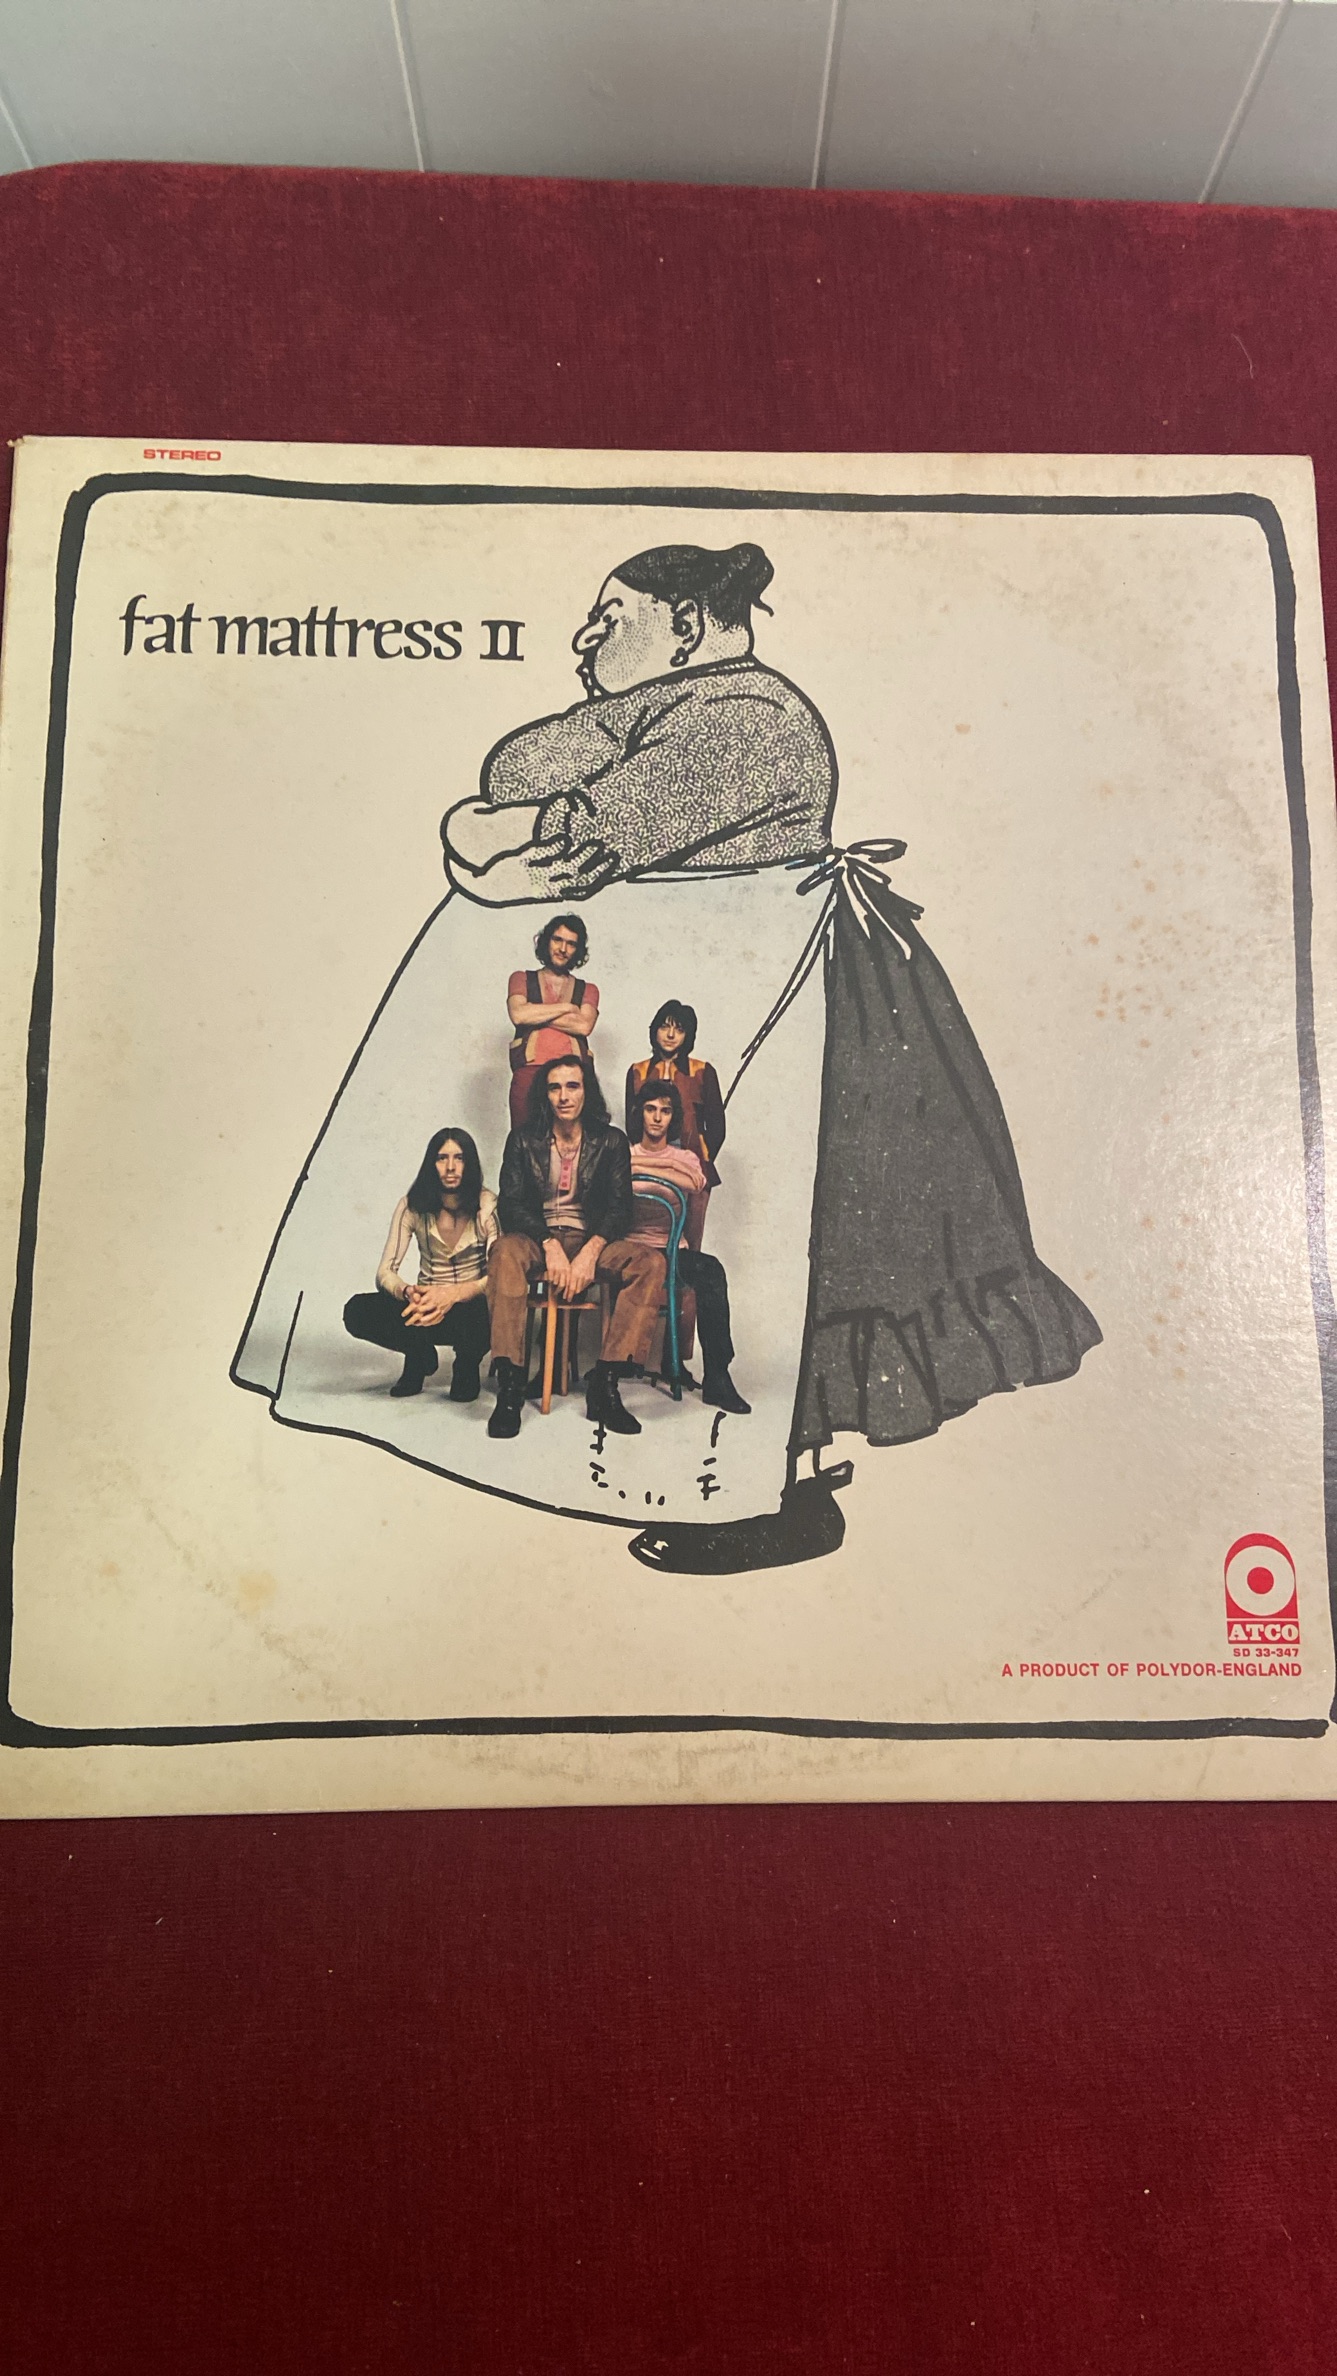 STEREO
fat mattress II
ATCO
SD 33-347
A PRODUCT OF POLYDOR-ENGLAND